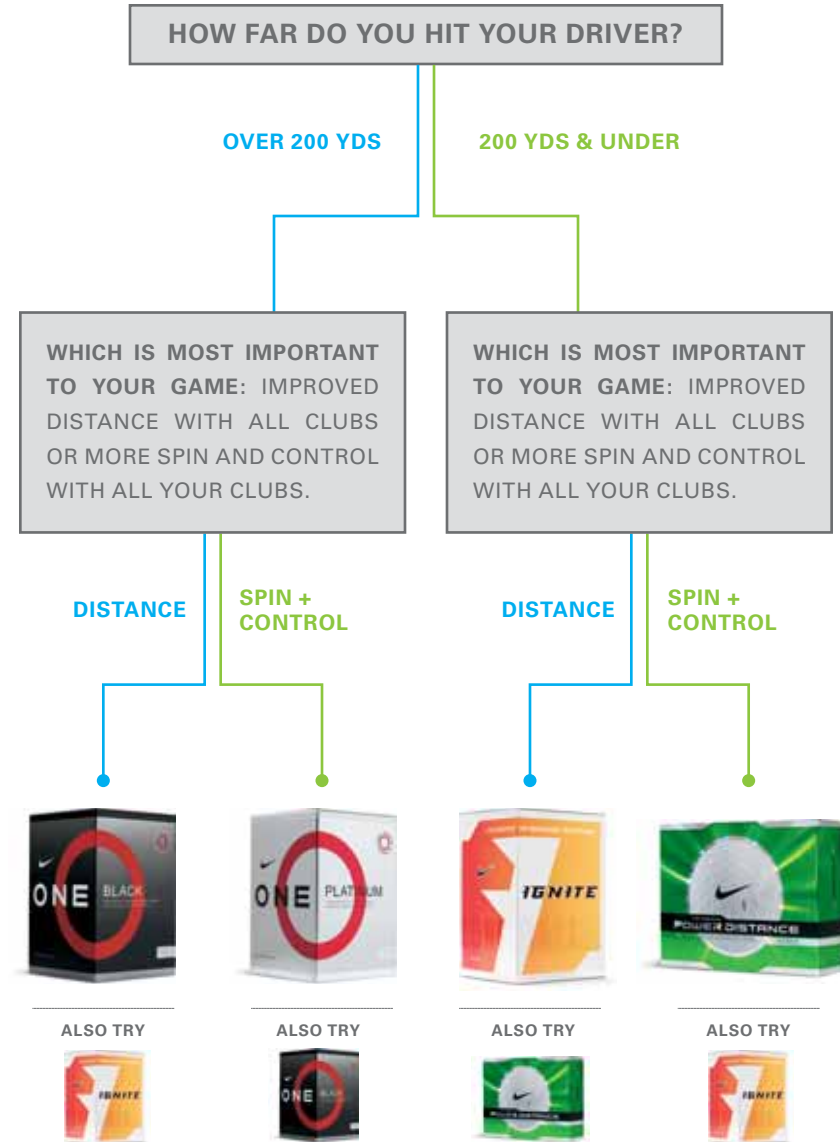 HOW FAR DO YOU HIT YOUR DRIVER?
OVER 200 YDS
200 YDS & UNDER
WHICH IS MOST IMPORTANT
TO YOUR GAME: IMPROVED
DISTANCE WITH ALL CLUBS
OR MORE SPIN AND CONTROL
WITH ALL YOUR CLUBS.
WHICH IS MOST IMPORTANT
TO YOUR GAME: IMPROVED
DISTANCE WITH ALL CLUBS
OR MORE SPIN AND CONTROL
WITH ALL YOUR CLUBS.
DISTANCE
SPIN +
CONTROL
DISTANCE
SPIN +
CONTROL
ONE BLACK
ONE PLATINUM
IGNITE
POWER DISTANCE
ALSO TRY
ALSO TRY
ALSO TRY
ALSO TRY
IGNITE
ONE BLACK
POWER DISTANCE
IGNITE